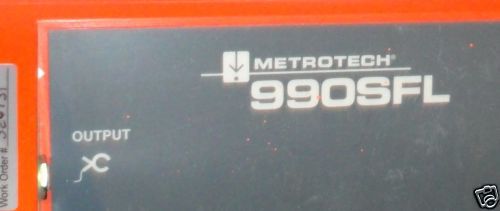 METROTECH®
990SFL
OUTPUT
Work Order #